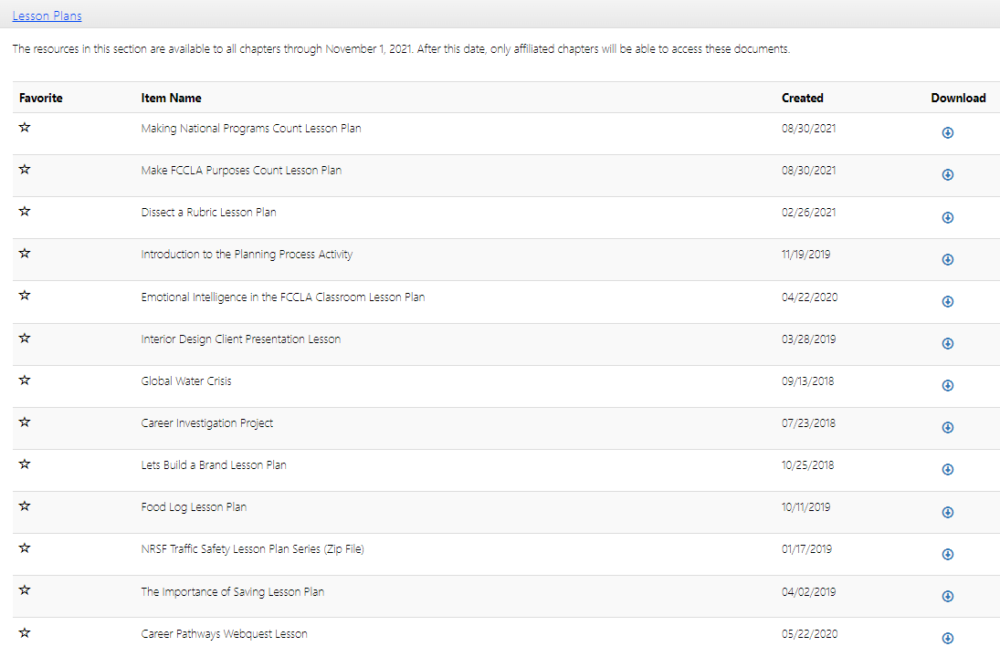 Lesson Plans
The resources in this section are available to all chapters through November 1, 2021. After this date, only affiliated chapters will be able to access these documents.
Favorite Item Name Created Download
Making National Programs Count Lesson Plan 08/30/2021
Make FCCLA Purposes Count Lesson Plan 08/30/2021
Dissect a Rubric Lesson Plan 02/26/2021
Introduction to the Planning Process Activity 11/19/2019
Emotional Intelligence in the FCCLA Classroom Lesson Plan 04/22/2020
Interior Design Client Presentation Lesson 03/28/2019
Global Water Crisis 09/13/2018
Career Investigation Project 07/23/2018
Lets Build a Brand Lesson Plan 10/25/2018
Food Log Lesson Plan 10/11/2019
NRSF Traffic Safety Lesson Plan Series (Zip File) 01/17/2019
The Importance of Saving Lesson Plan 04/02/2019
Career Pathways Webquest Lesson 05/22/2020